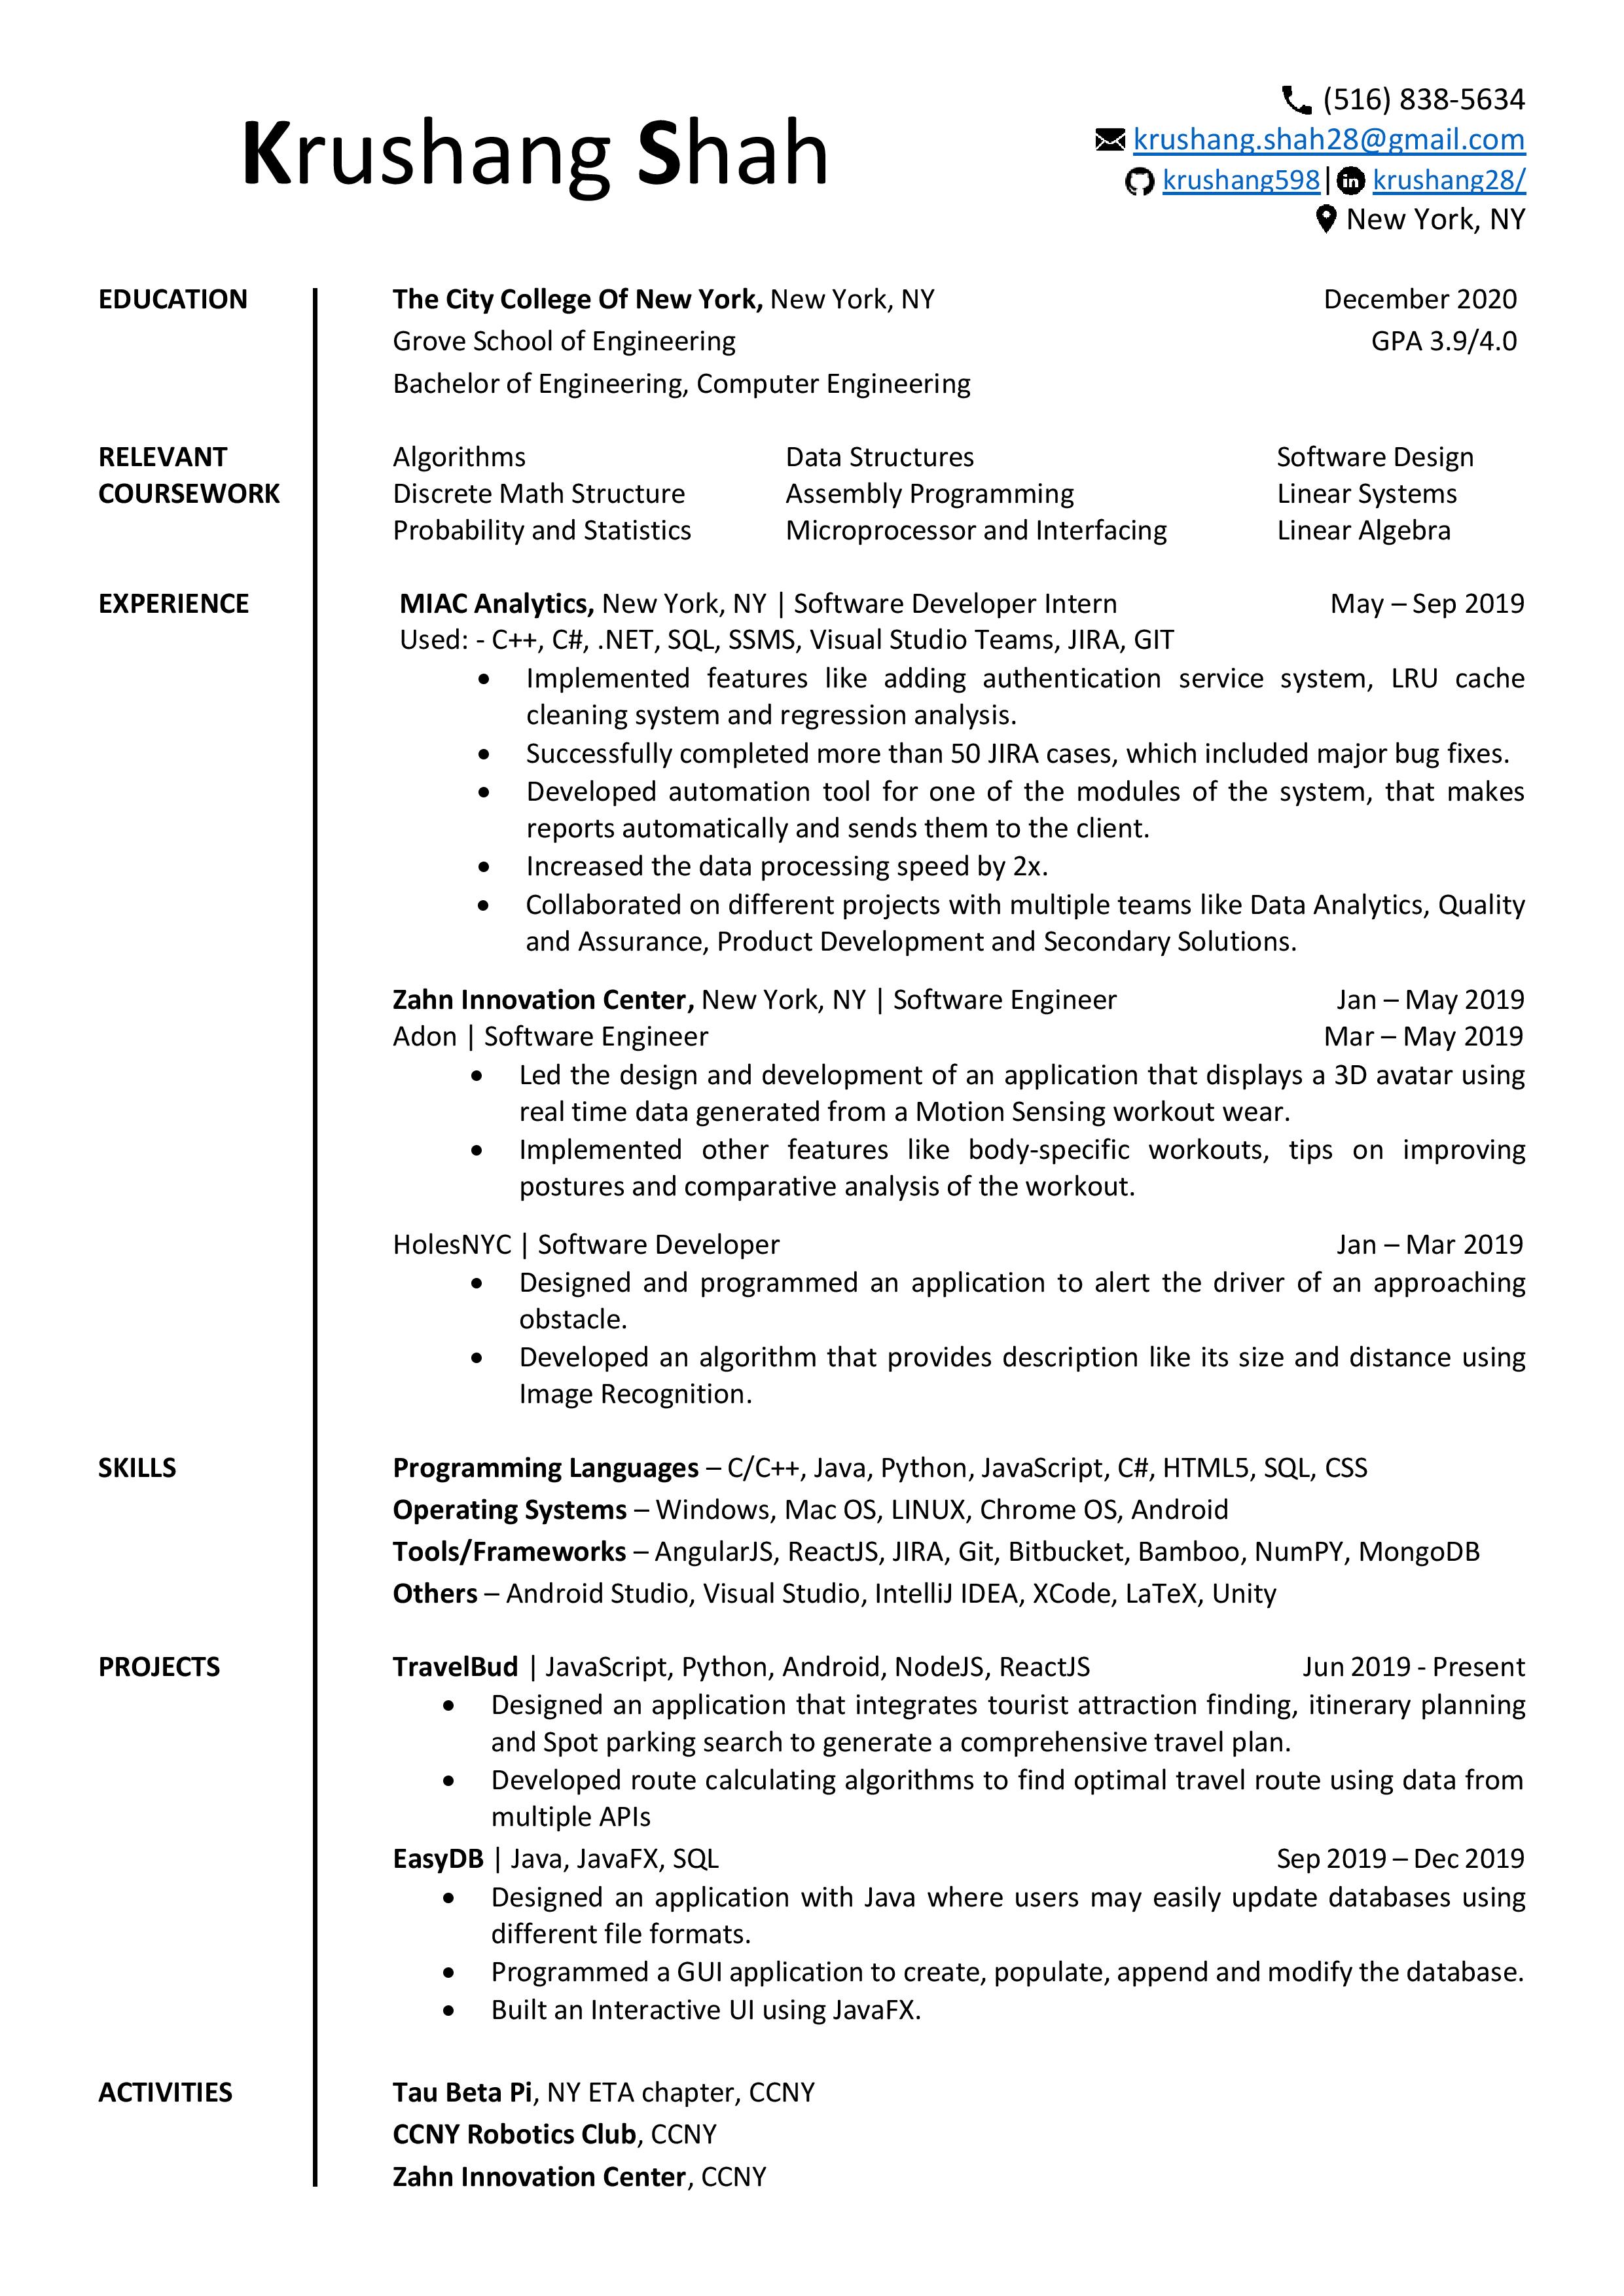 Krushang Shah
(516) 838-5634
krushang.shah28@gmail.com
krushang598| in krushang28/
New York, NY
EDUCATION
The City College Of New York, New York, NY December 2020
Grove School of Engineering GPA 3.9/4.0
Bachelor of Engineering, Computer Engineering
RELEVANT COURSEWORK
Algorithms Data Structures Software Design
Discrete Math Structure Assembly Programming Linear Systems
Probability and Statistics Microprocessor and Interfacing Linear Algebra
EXPERIENCE
MIAC Analytics, New York, NY | Software Developer Intern May – Sep 2019
Used: - C++, C#, .NET, SQL, SSMS, Visual Studio Teams, JIRA, GIT
• Implemented features like adding authentication service system, LRU cache
cleaning system and regression analysis.
• Successfully completed more than 50 JIRA cases, which included major bug fixes.
• Developed automation tool for one of the modules of the system, that makes
reports automatically and sends them to the client.
• Increased the data processing speed by 2x.
• Collaborated on different projects with multiple teams like Data Analytics, Quality
and Assurance, Product Development and Secondary Solutions.
Zahn Innovation Center, New York, NY | Software Engineer Jan – May 2019
Adon | Software Engineer Mar – May 2019
• Led the design and development of an application that displays a 3D avatar using
real time data generated from a Motion Sensing workout wear.
• Implemented other features like body-specific workouts, tips on improving
postures and comparative analysis of the workout.
HolesNYC | Software Developer Jan – Mar 2019
• Designed and programmed an application to alert the driver of an approaching
obstacle.
• Developed an algorithm that provides description like its size and distance using
Image Recognition.
SKILLS
Programming Languages – C/C++, Java, Python, JavaScript, C#, HTML5, SQL, CSS
Operating Systems – Windows, Mac OS, LINUX, Chrome OS, Android
Tools/Frameworks – AngularJS, ReactJS, JIRA, Git, Bitbucket, Bamboo, NumPY, MongoDB
Others – Android Studio, Visual Studio, IntelliJ IDEA, XCode, LaTeX, Unity
PROJECTS
TravelBud | JavaScript, Python, Android, NodeJS, ReactJS Jun 2019 - Present
• Designed an application that integrates tourist attraction finding, itinerary planning
and Spot parking search to generate a comprehensive travel plan.
• Developed route calculating algorithms to find optimal travel route using data from
multiple APIs
EasyDB | Java, JavaFX, SQL Sep 2019 – Dec 2019
• Designed an application with Java where users may easily update databases using
different file formats.
• Programmed a GUI application to create, populate, append and modify the database.
• Built an Interactive UI using JavaFX.
ACTIVITIES
Tau Beta Pi, NY ETA chapter, CCNY
CCNY Robotics Club, CCNY
Zahn Innovation Center, CCNY